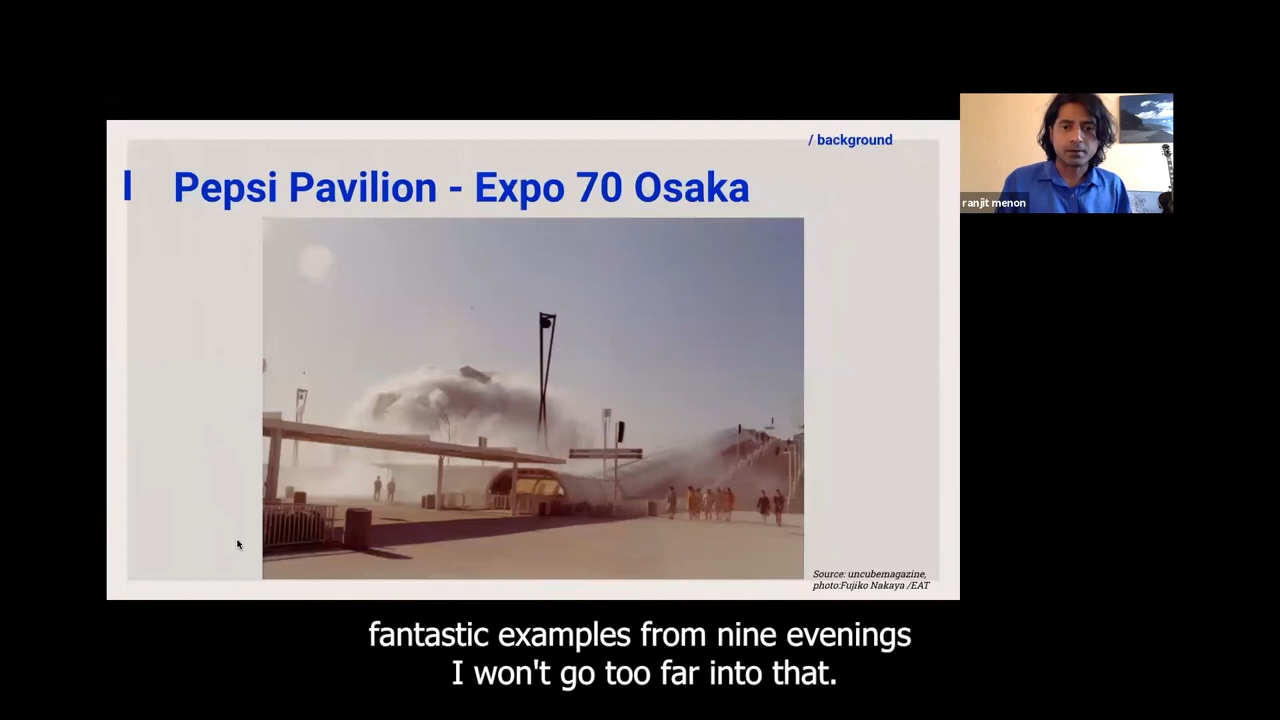 / background
| Pepsi Pavilion - Expo 70 Osaka
ranjit menon
Source: uncubemagazine,
photo:Fujiko Nakaya /EAT
fantastic examples from nine evenings
I won't go too far into that.